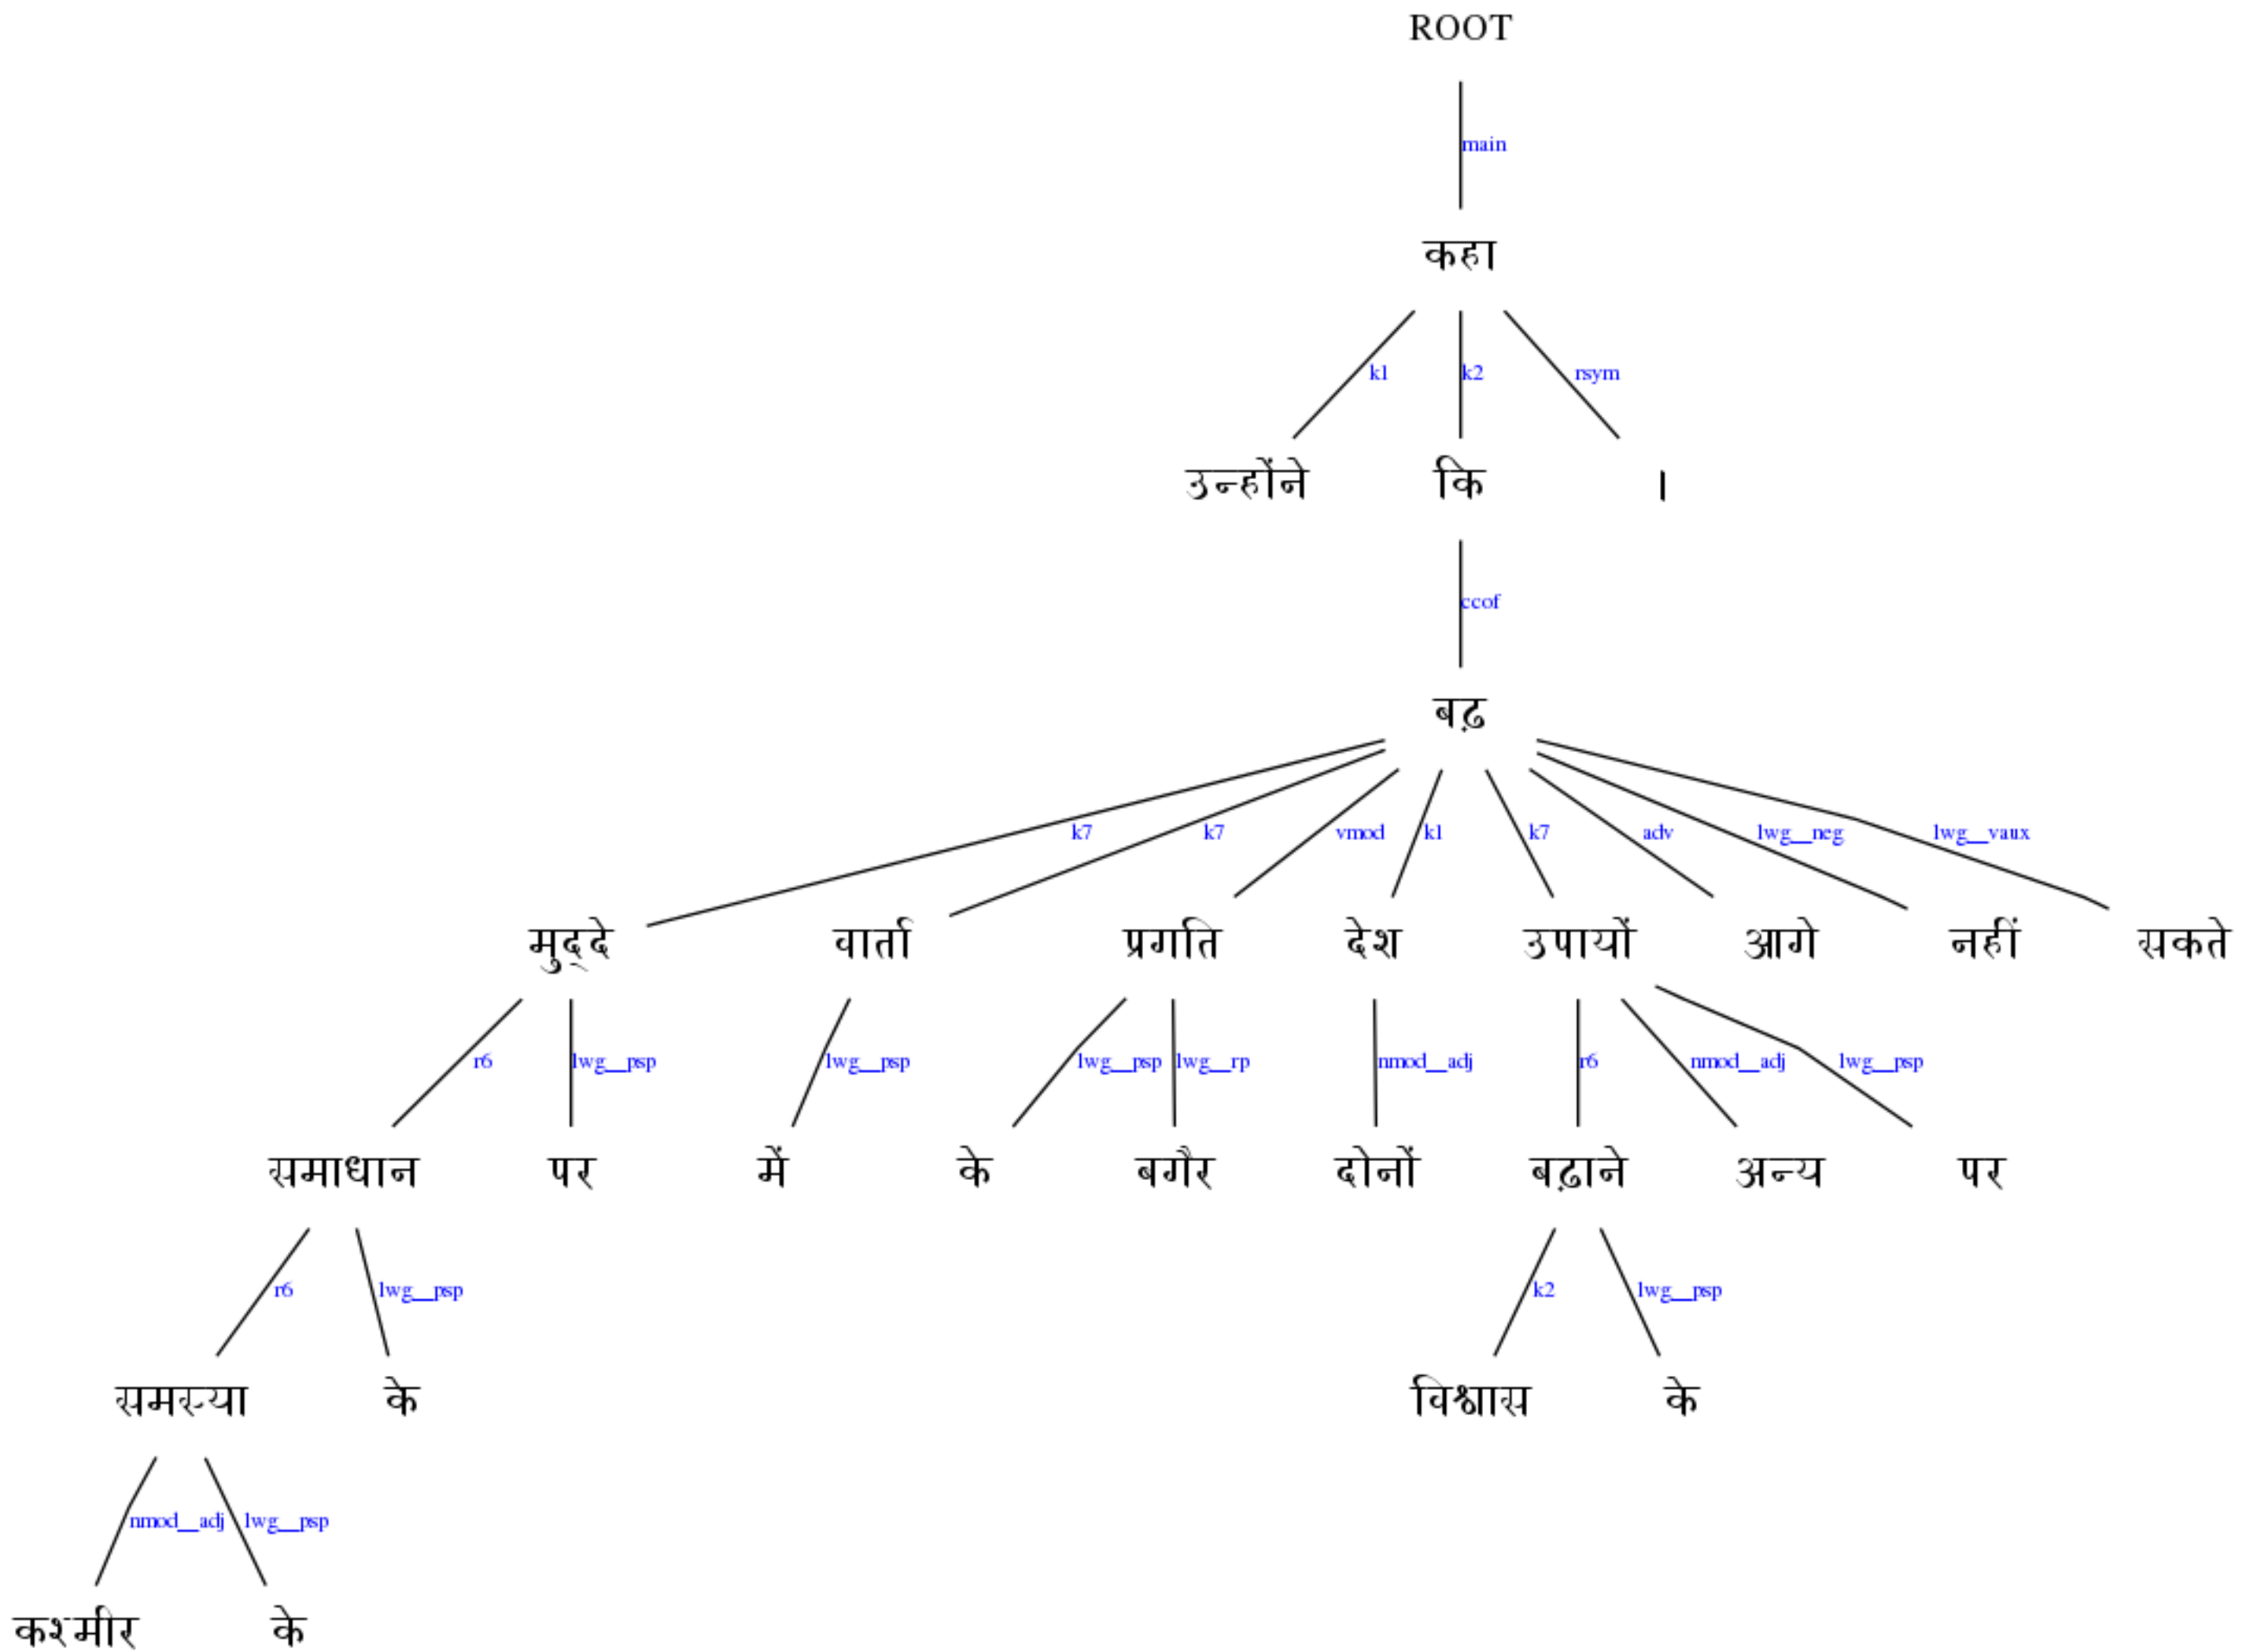 ROOT
main
कहा
k1 k2 rsym
उन्होंने कि ।
ccof
बढ़
k7 k7 vmod k1 k7 adv lwg__neg lwg__vaux
मुद्‌दे वार्ता प्रगति देश उपायों आगे नहीं सकते
r6 lwg__psp lwg__psp lwg__psp lwg__rp nmod__adj r6 nmod__adj lwg__psp
समाधान पर में के बगैर दोनों बढ़ाने अन्य पर
r6 lwg__psp k2 lwg__psp
समस्या के विश्वास के
nmod__adj lwg__psp
कश्मीर के